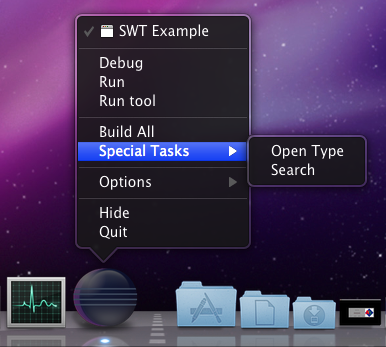 SWT Example
Debug
Run
Run tool
Build All
Special Tasks
Open Type
Search
Options
Hide
Quit